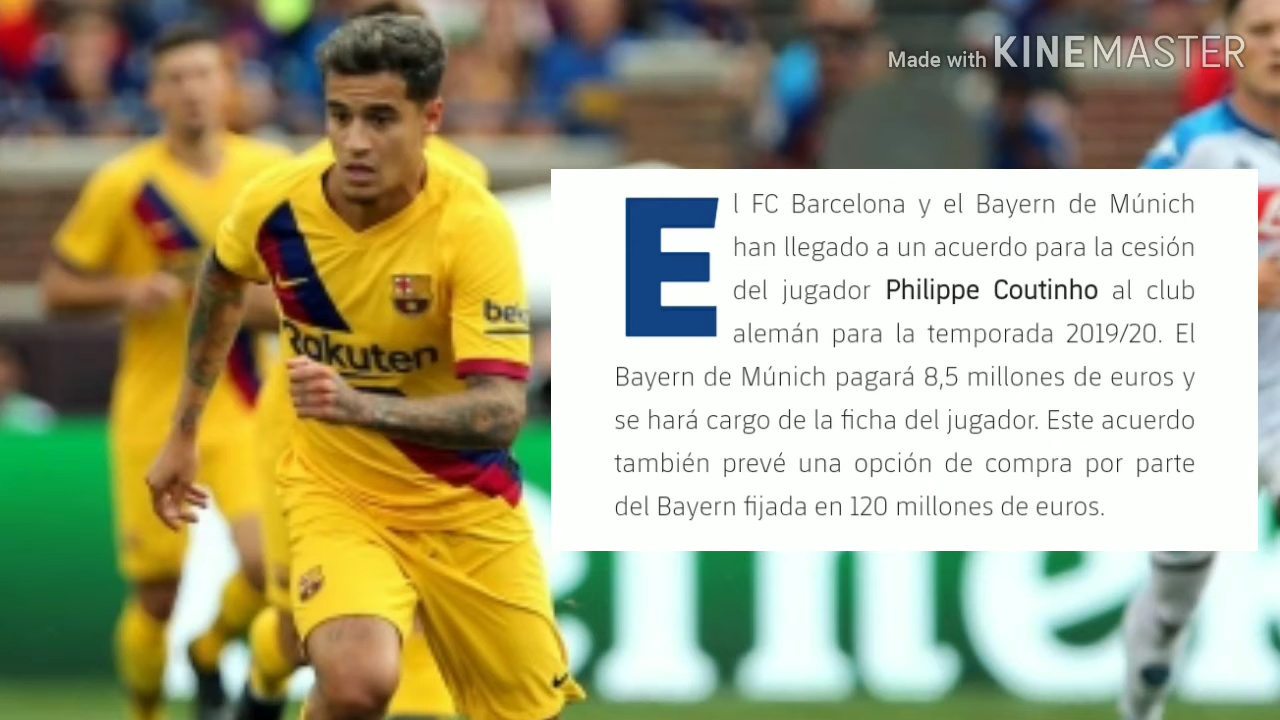 Made with KINEMASTER
El FC Barcelona y el Bayern de Múnich
han llegado a un acuerdo para la cesión
del jugador Philippe Coutinho al club
alemán para la temporada 2019/20. El
Bayern de Múnich pagará 8,5 millones de euros y
se hará cargo de la ficha del jugador. Este acuerdo
también prevé una opción de compra por parte
del Bayern fijada en 120 millones de euros.
beko
Rakuten